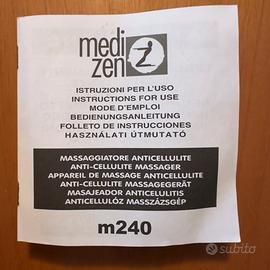 medi
zen
ISTRUZIONI PER L'USO
INSTRUCTIONS FOR USE
MODE D'EMPLOI
BEDIENUNGSANLEITUNG
FOLLETO DE INSTRUCCIONES
HASZNÁLATI ÚTMUTATÓ
MASSAGGIATORE ANTICELLULITE
ANTI-CELLULITE MASSAGER
APPAREIL DE MASSAGE ANTICELLULITE
ANTI-CELLULITE MASSAGEGERÄT
MASAJEADOR ANTICELULITIS
ANTICELLULÓZ MASSZÁZSGÉP
m240
subito